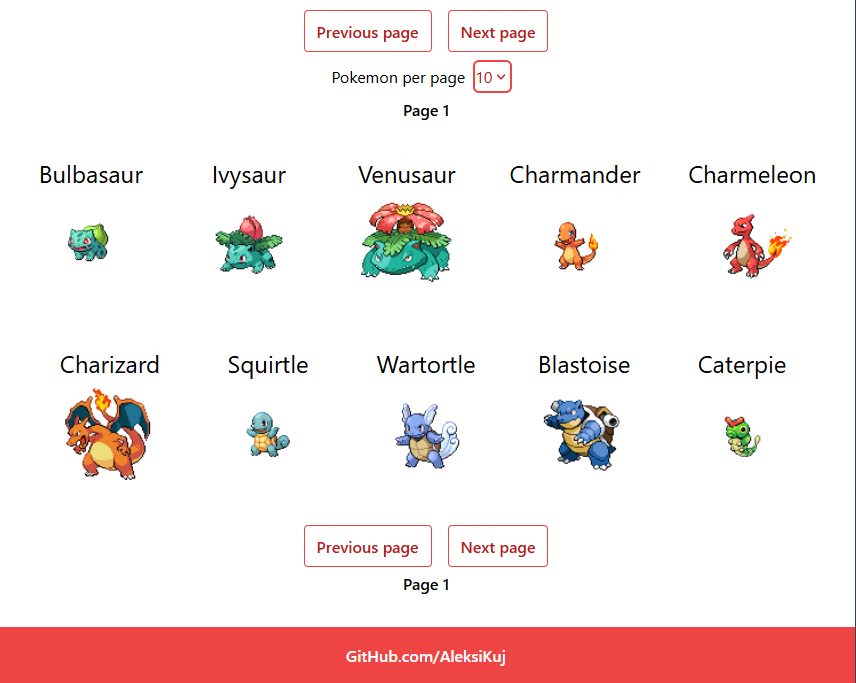 Previous page Next page
Pokemon per page 10
Page 1
Bulbasaur Ivysaur Venusaur Charmander Charmeleon
Charizard Squirtle Wartortle Blastoise Caterpie
Previous page Next page
Page 1
GitHub.com/AleksiKuj